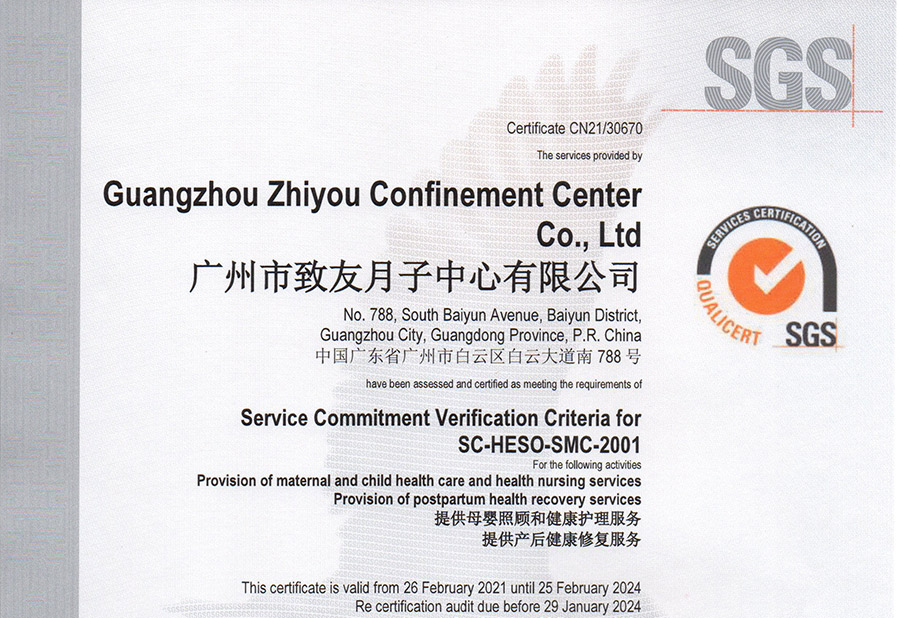 SGS
Certificate CN21/30670
The services provided by
Guangzhou Zhiyou Confinement Center
Co., Ltd
广州市致友月子中心有限公司
No. 788, South Baiyun Avenue, Baiyun District,
Guangzhou City, Guangdong Province, P.R. China
中国广东省广州市白云区白云大道南 788 号
have been assessed and certified as meeting the requirements of
Service Commitment Verification Criteria for
SC-HESO-SMC-2001
For the following activities
Provision of maternal and child health care and health nursing services
Provision of postpartum health recovery services
提供母婴照顾和健康护理服务
提供产后健康修复服务
This certificate is valid from 26 February 2021 until 25 February 2024
Re certification audit due before 29 January 2024
SERVICES CERTIFICATION
QUALICERT
SGS